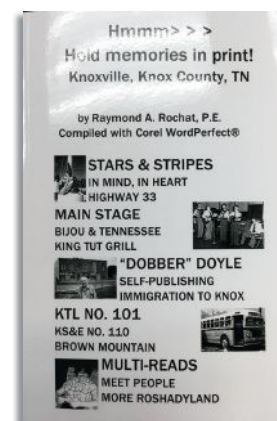 Hmmm> > >
Hold memories in print!
Knoxville, Knox County, TN
by Raymond A. Rochat, P.E.
Compiled with Corel WordPerfect®
STARS & STRIPES
IN MIND, IN HEART
HIGHWAY 33
MAIN STAGE
BIJOU & TENNESSEE
KING TUT GRILL
"DOBBER" DOYLE
SELF-PUBLISHING
IMMIGRATION TO KNOX
KTL NO. 101
KS&E NO. 110
BROWN MOUNTAIN
MULTI-READS
MEET PEOPLE
MORE ROSHADYLAND